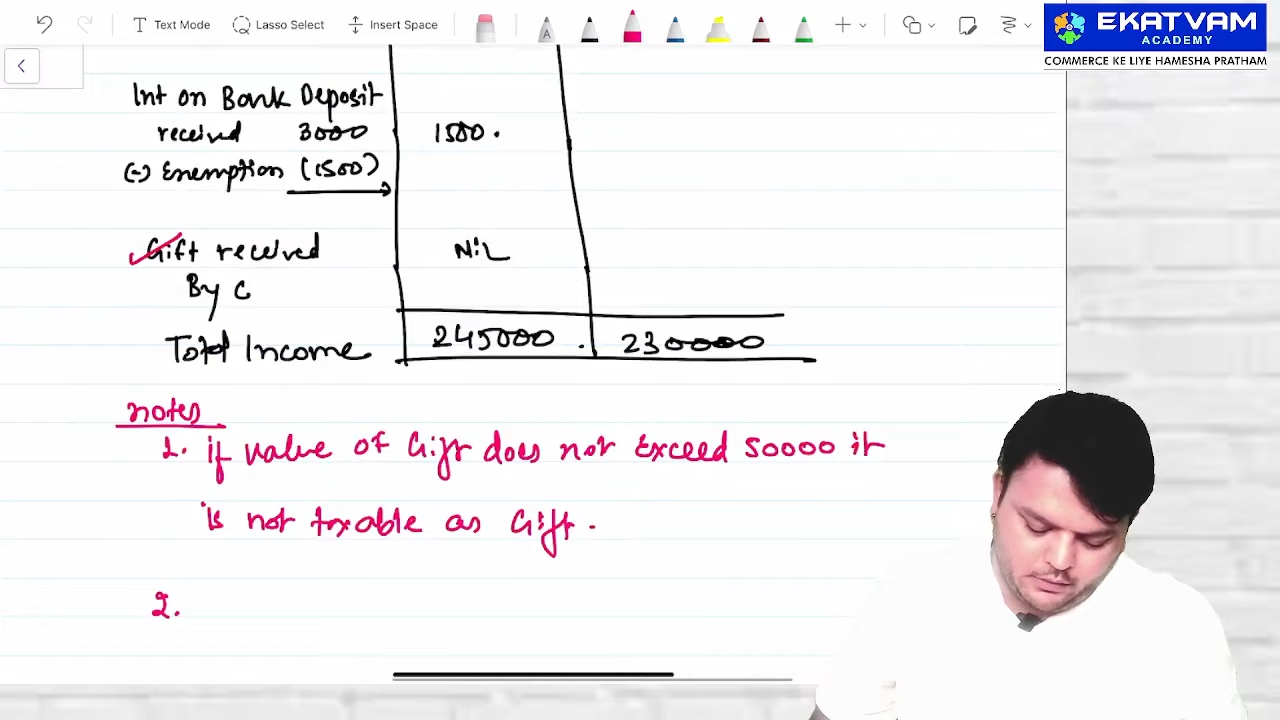 Text Mode Lasso Select Insert Space
EKATVAM
ACADEMY
COMMERCE KE LIYE HAMESHA PRATHAM
Int on Bank Deposit
received 3000 1500.
(-) Exemption (1500)
Gift received NiL
By C
Total Income 245000 . 230000
notes
1. if value of Gift does not Exceed 50000 it
is not taxable as Gift.
2.